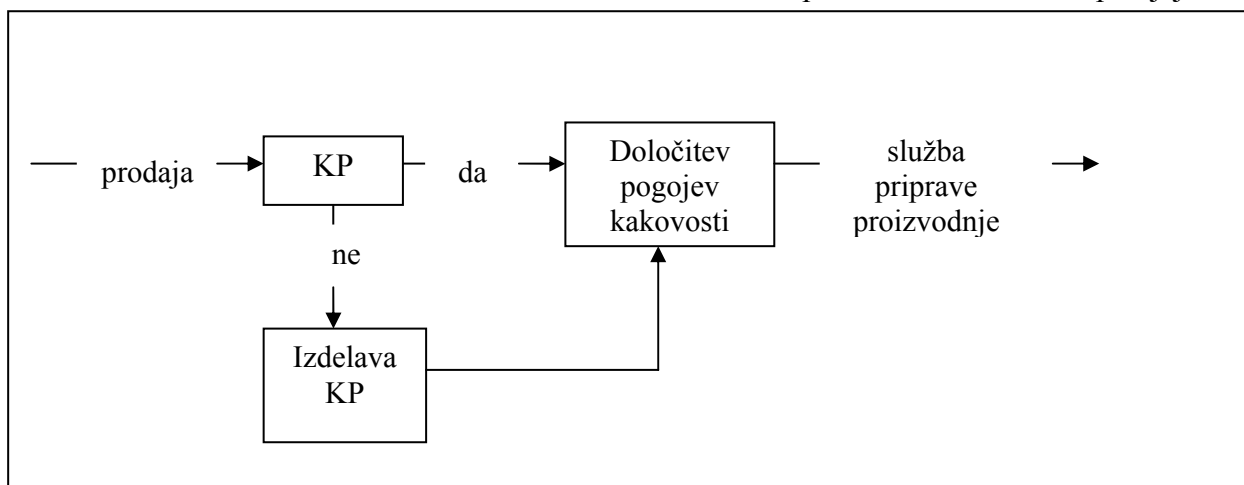 prodaja
KP
da
Določitev
pogojev
kakovosti
služba
priprave
proizvodnje
ne
Izdelava
KP